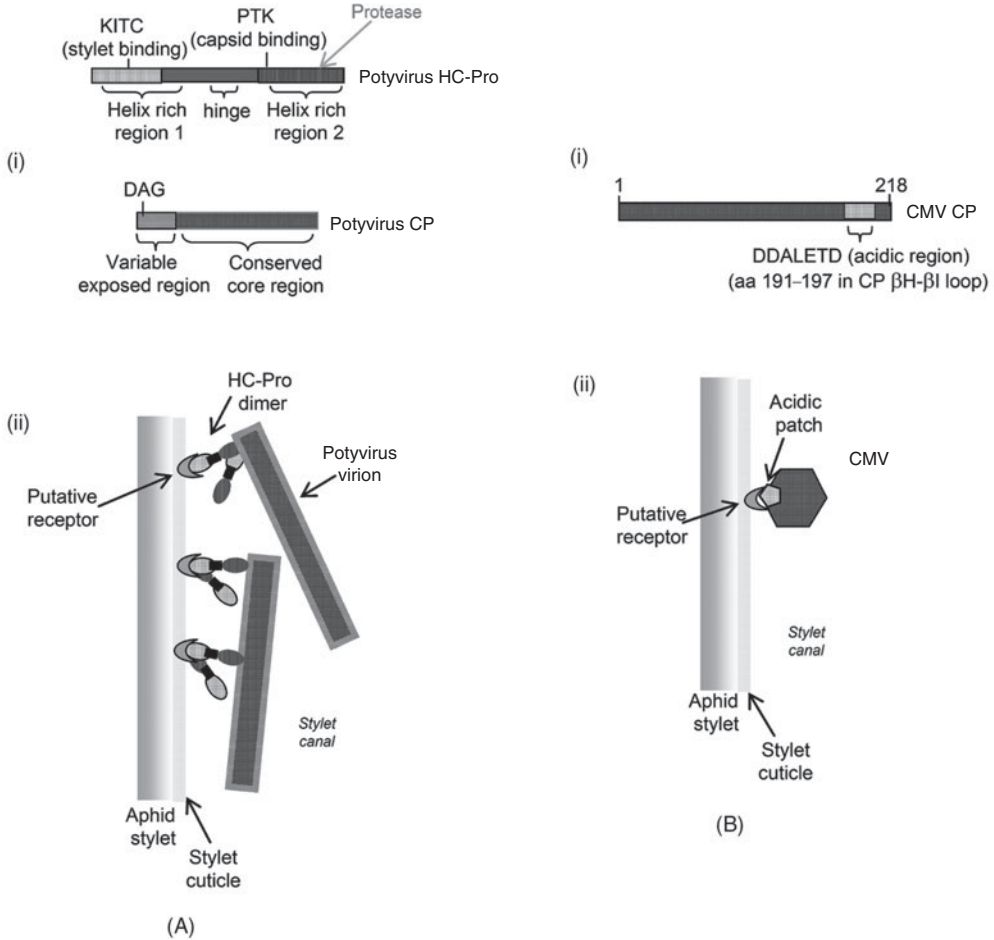 KITC
(stylet binding)
PTK
(capsid binding)
Protease
Potyvirus HC-Pro
Helix rich
region 1
hinge
Helix rich
region 2
(i)
DAG
Potyvirus CP
Variable
exposed region
Conserved
core region
(ii)
HC-Pro
dimer
Potyvirus
virion
Putative
receptor
Stylet
canal
Aphid
stylet
Stylet
cuticle
(A)
(i)
1
218
CMV CP
DDALETD (acidic region)
(aa 191–197 in CP βH-βI loop)
(ii)
Acidic
patch
CMV
Putative
receptor
Stylet
canal
Aphid
stylet
Stylet
cuticle
(B)